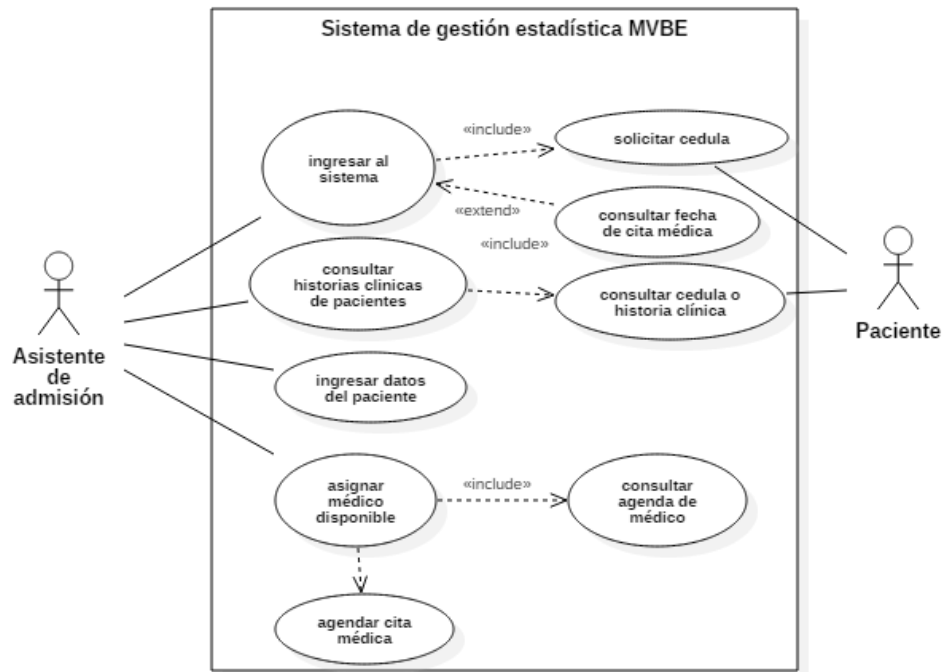 Sistema de gestión estadística MVBE
ingresar al
sistema
«include»
solicitar cedula
«extend»
consultar fecha
de cita médica
consultar
historias clinicas
de pacientes
«include»
consultar cedula o
historia clínica
Asistente
de
admisión
Paciente
ingresar datos
del paciente
asignar
médico
disponible
«include»
consultar
agenda de
médico
agendar cita
médica